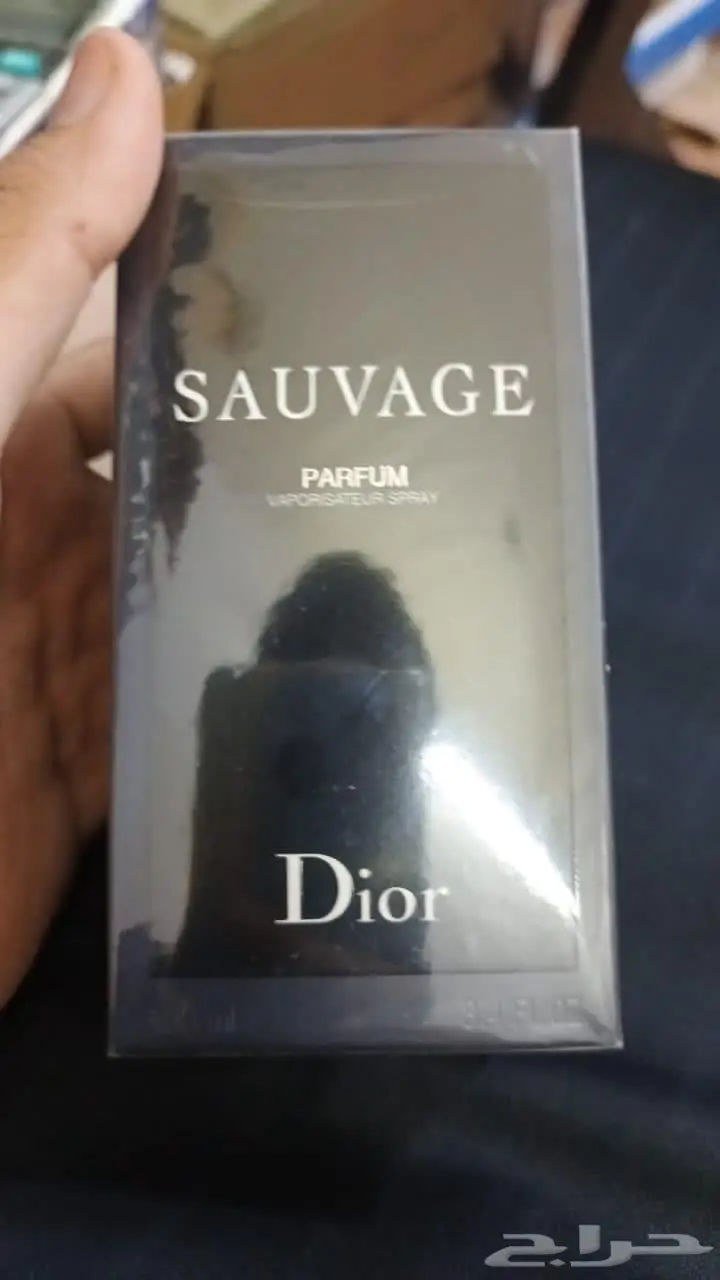 SAUVAGE
PARFUM
VAPORISATEUR SPRAY
Dior
حراج